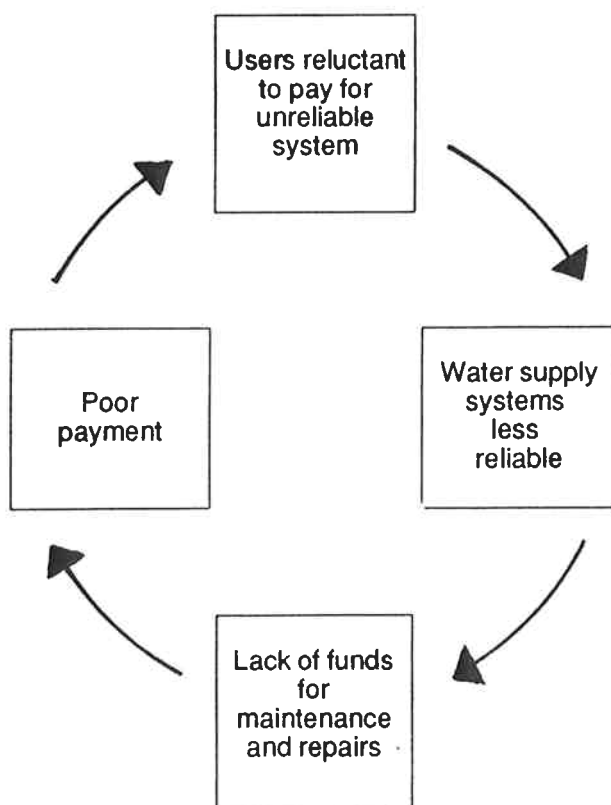 Users reluctant
to pay for
unreliable
system
Water supply
systems
less
reliable
Lack of funds
for
maintenance
and repairs
Poor
payment